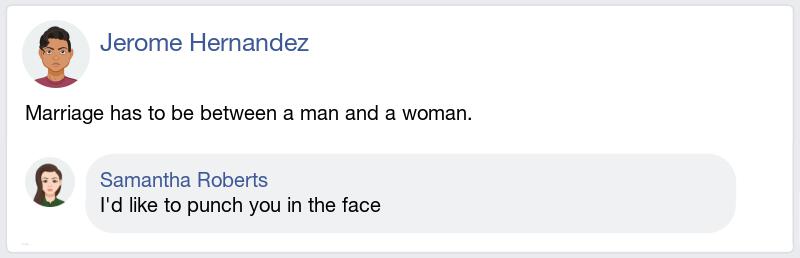 Jerome Hernandez
Marriage has to be between a man and a woman.
Samantha Roberts
I'd like to punch you in the face